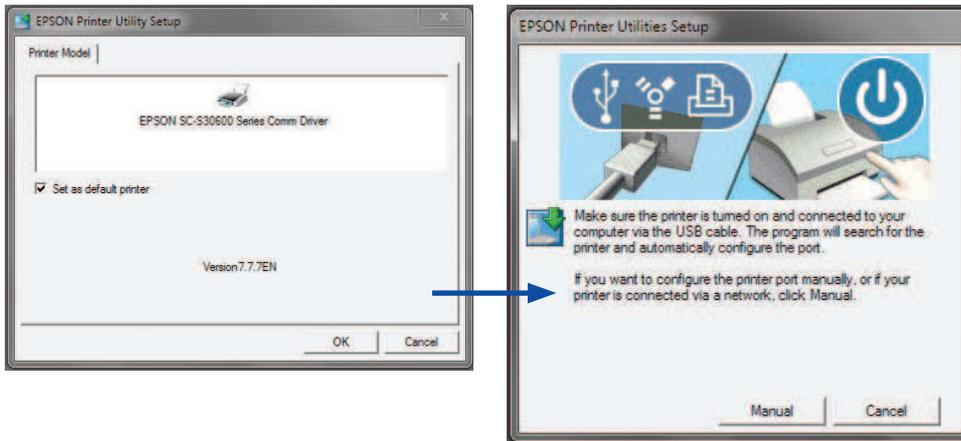 EPSON Printer Utility Setup
Printer Model
EPSON SC-S30600 Series Comm Driver
Set as default printer
Version7.7.7EN
OK Cancel
EPSON Printer Utilities Setup
Make sure the printer is turned on and connected to your
computer via the USB cable. The program will search for the
printer and automatically configure the port.
If you want to configure the printer port manually, or if your
printer is connected via a network, click Manual.
Manual Cancel